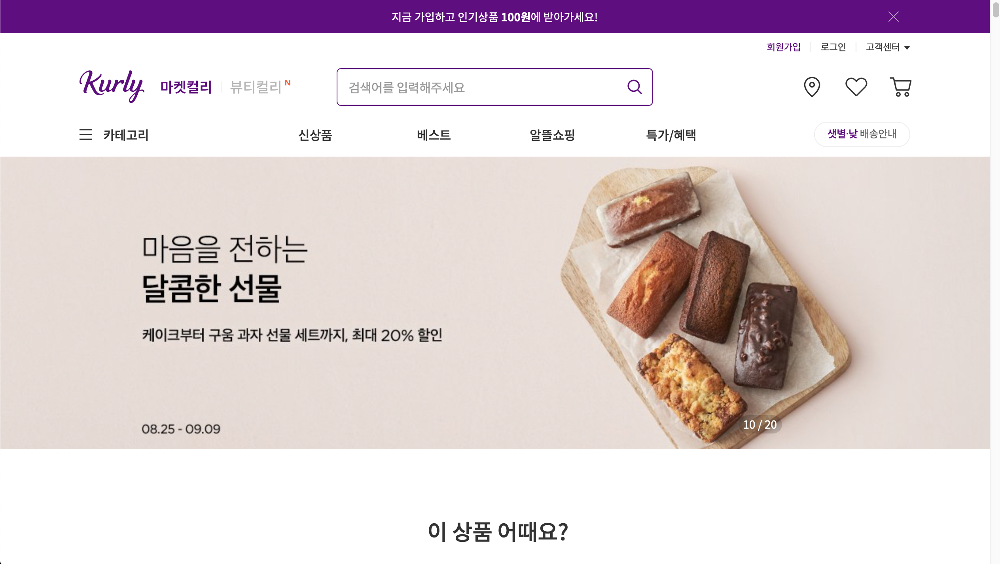 지금 가입하고 인기상품 100원에 받아가세요!
회원가입 로그인 고객센터
Kurly 마켓컬리 뷰티컬리 N
검색어를 입력해주세요
카테고리 신상품 베스트 알뜰쇼핑 특가/혜택 샛별·낮 배송안내
마음을 전하는
달콤한 선물
케이크부터 구움 과자 선물 세트까지, 최대 20% 할인
08.25 - 09.09
10 / 20
이 상품 어때요?